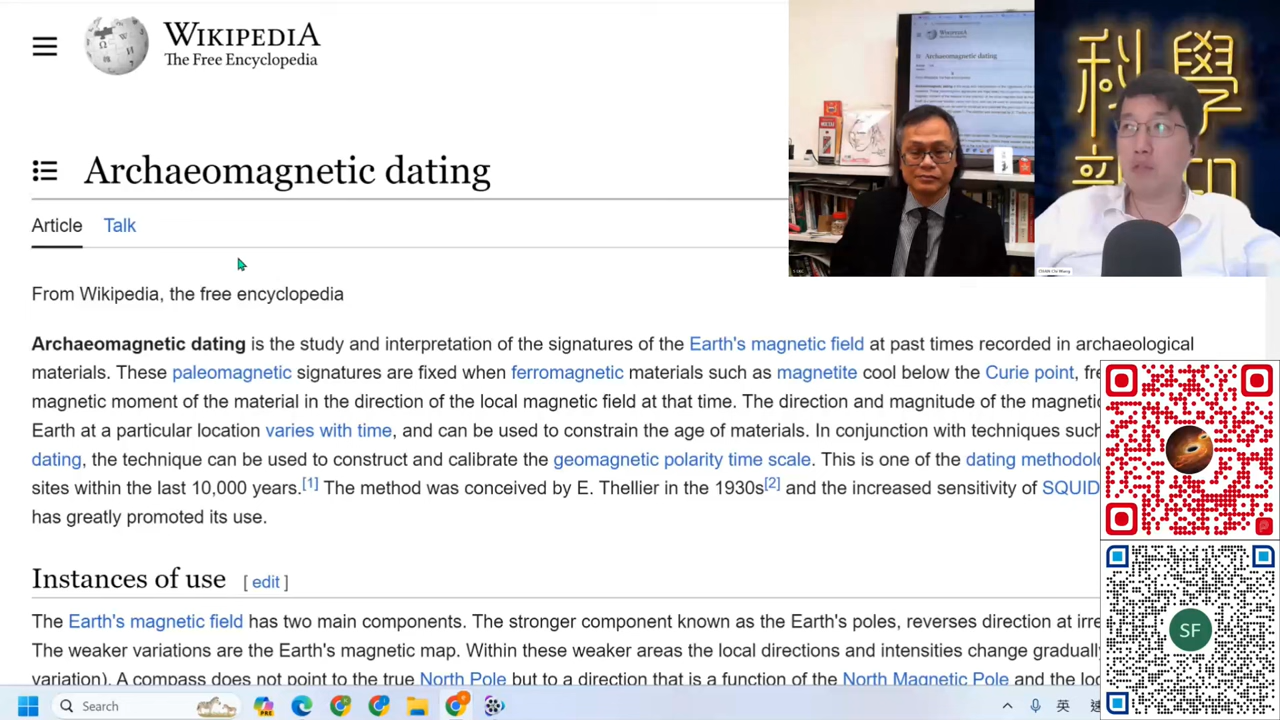 WIKIPEDIA
The Free Encyclopedia
Archaeomagnetic dating
Article Talk
From Wikipedia, the free encyclopedia
Archaeomagnetic dating is the study and interpretation of the signatures of the Earth's magnetic field at past times recorded in archaeological
materials. These paleomagnetic signatures are fixed when ferromagnetic materials such as magnetite cool below the Curie point, fre
magnetic moment of the material in the direction of the local magnetic field at that time. The direction and magnitude of the magnetic
Earth at a particular location varies with time, and can be used to constrain the age of materials. In conjunction with techniques such
dating, the technique can be used to construct and calibrate the geomagnetic polarity time scale. This is one of the dating methodolo
sites within the last 10,000 years.[1] The method was conceived by E. Thellier in the 1930s[2] and the increased sensitivity of SQUID
has greatly promoted its use.
Instances of use [ edit ]
The Earth's magnetic field has two main components. The stronger component known as the Earth's poles, reverses direction at irre
The weaker variations are the Earth's magnetic map. Within these weaker areas the local directions and intensities change gradually
variation). A compass does not point to the true North Pole but to a direction that is a function of the North Magnetic Pole and the loc
Search
PRE
英
速
科學
WIKIPEDIA
Archaeomagnetic dating
CHAN Chi Wang
SF